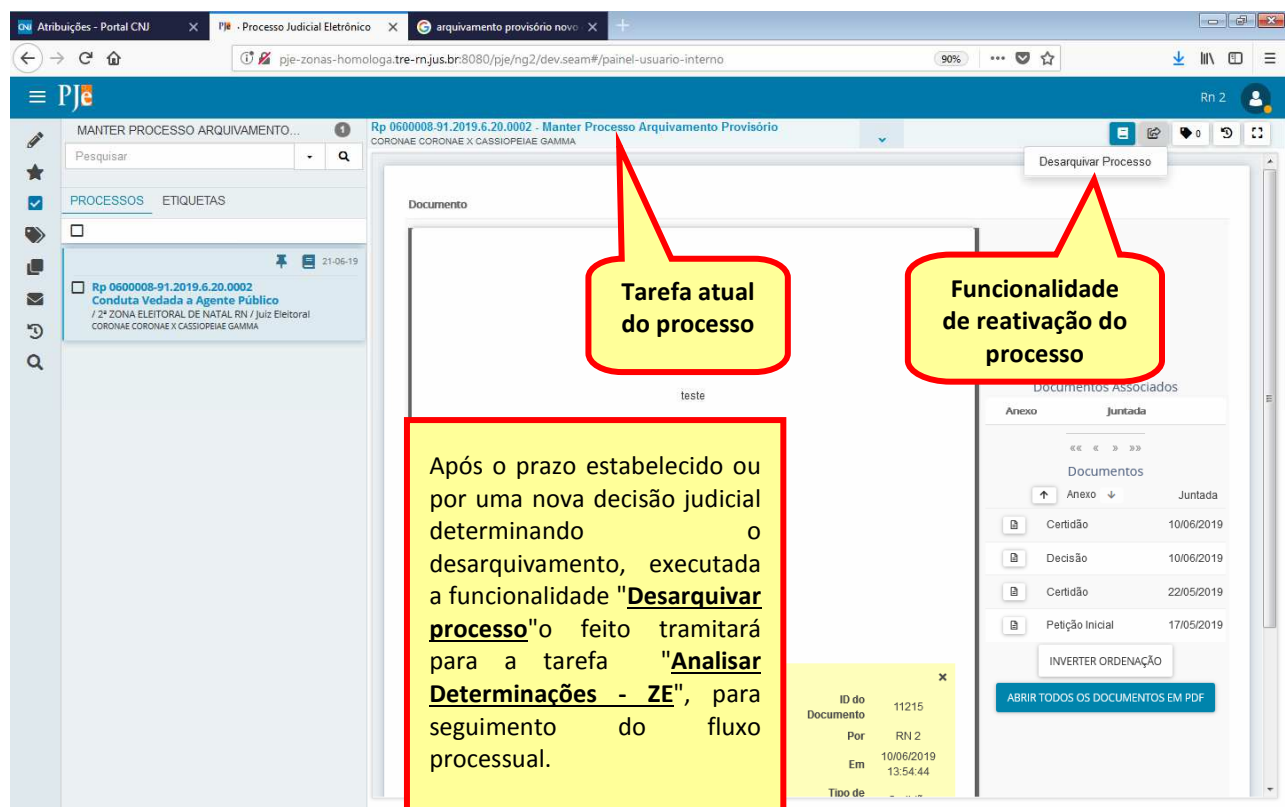 Atribuições - Portal CNJ
PJe · Processo Judicial Eletrônico
arquivamento provisório novo
pje-zonas-homologa.tre-rn.jus.br:8080/pje/ng2/dev.seam#/painel-usuario-interno
90%
PJe
Rn 2
MANTER PROCESSO ARQUIVAMENTO...
1
Pesquisar
PROCESSOS ETIQUETAS
21-06-19
Rp 0600008-91.2019.6.20.0002
Conduta Vedada a Agente Público
/ 2ª ZONA ELEITORAL DE NATAL RN / Juiz Eleitoral
CORONAE CORONAE X CASSIOPEIAE GAMMA
Rp 0600008-91.2019.6.20.0002 - Manter Processo Arquivamento Provisório
CORONAE CORONAE X CASSIOPEIAE GAMMA
0
Desarquivar Processo
Documento
Tarefa atual
do processo
Funcionalidade
de reativação do
processo
teste
Após o prazo estabelecido ou
por uma nova decisão judicial
determinando o
desarquivamento, executada
a funcionalidade "Desarquivar
processo"o feito tramitará
para a tarefa "Analisar
Determinações - ZE", para
seguimento do fluxo
processual.
ID do
Documento
11215
Por RN 2
Em 10/06/2019
13:54:44
Tipo de
Documentos Associados
Anexo Juntada
«« « » »»
Documentos
Anexo Juntada
Certidão 10/06/2019
Decisão 10/06/2019
Certidão 22/05/2019
Petição Inicial 17/05/2019
INVERTER ORDENAÇÃO
ABRIR TODOS OS DOCUMENTOS EM PDF